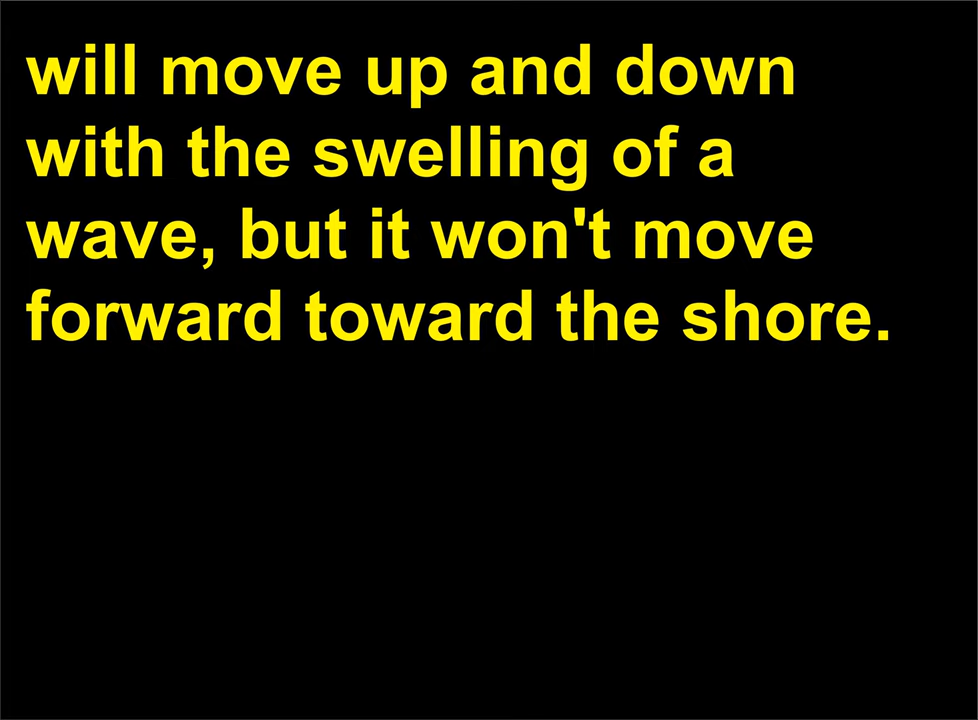 will move up and down
with the swelling of a
wave, but it won't move
forward toward the shore.